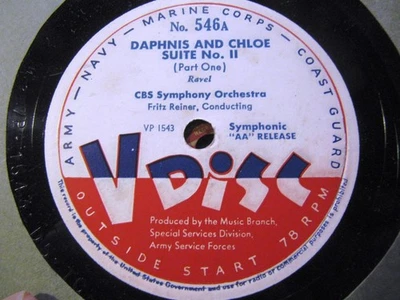 No. 546A
DAPHNIS AND CHLOE
SUITE No. II
(Part One)
Ravel
CBS Symphony Orchestra
Fritz Reiner, Conducting
VP 1543
Symphonic
"AA" RELEASE
ARMY — NAVY — MARINE CORPS — COAST GUARD
V DISC
Produced by the Music Branch,
Special Services Division,
Army Service Forces
OUTSIDE START 78 RPM
This record is the property of the United States Government and use for radio or commercial purposes is prohibited